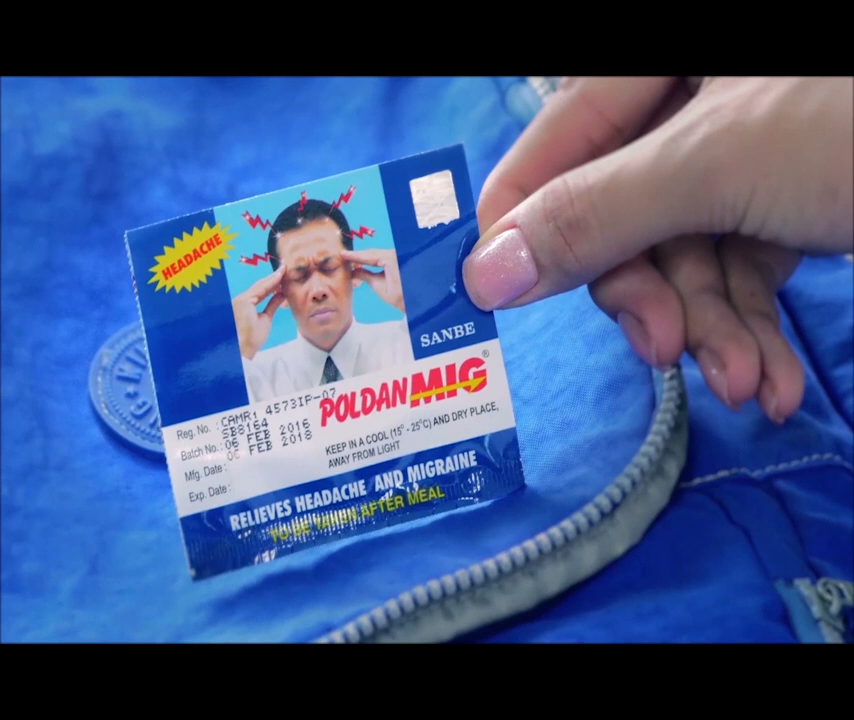 HEADACHE
SANBE
POLDANMIG®
Reg. No. : CAMR1 4573IP-07
Batch No.: SB8164
Mfg. Date : 06 FEB 2016
Exp. Date : 06 FEB 2018
KEEP IN A COOL (15° - 25°C) AND DRY PLACE,
AWAY FROM LIGHT
RELIEVES HEADACHE AND MIGRAINE
TO BE TAKEN AFTER MEAL